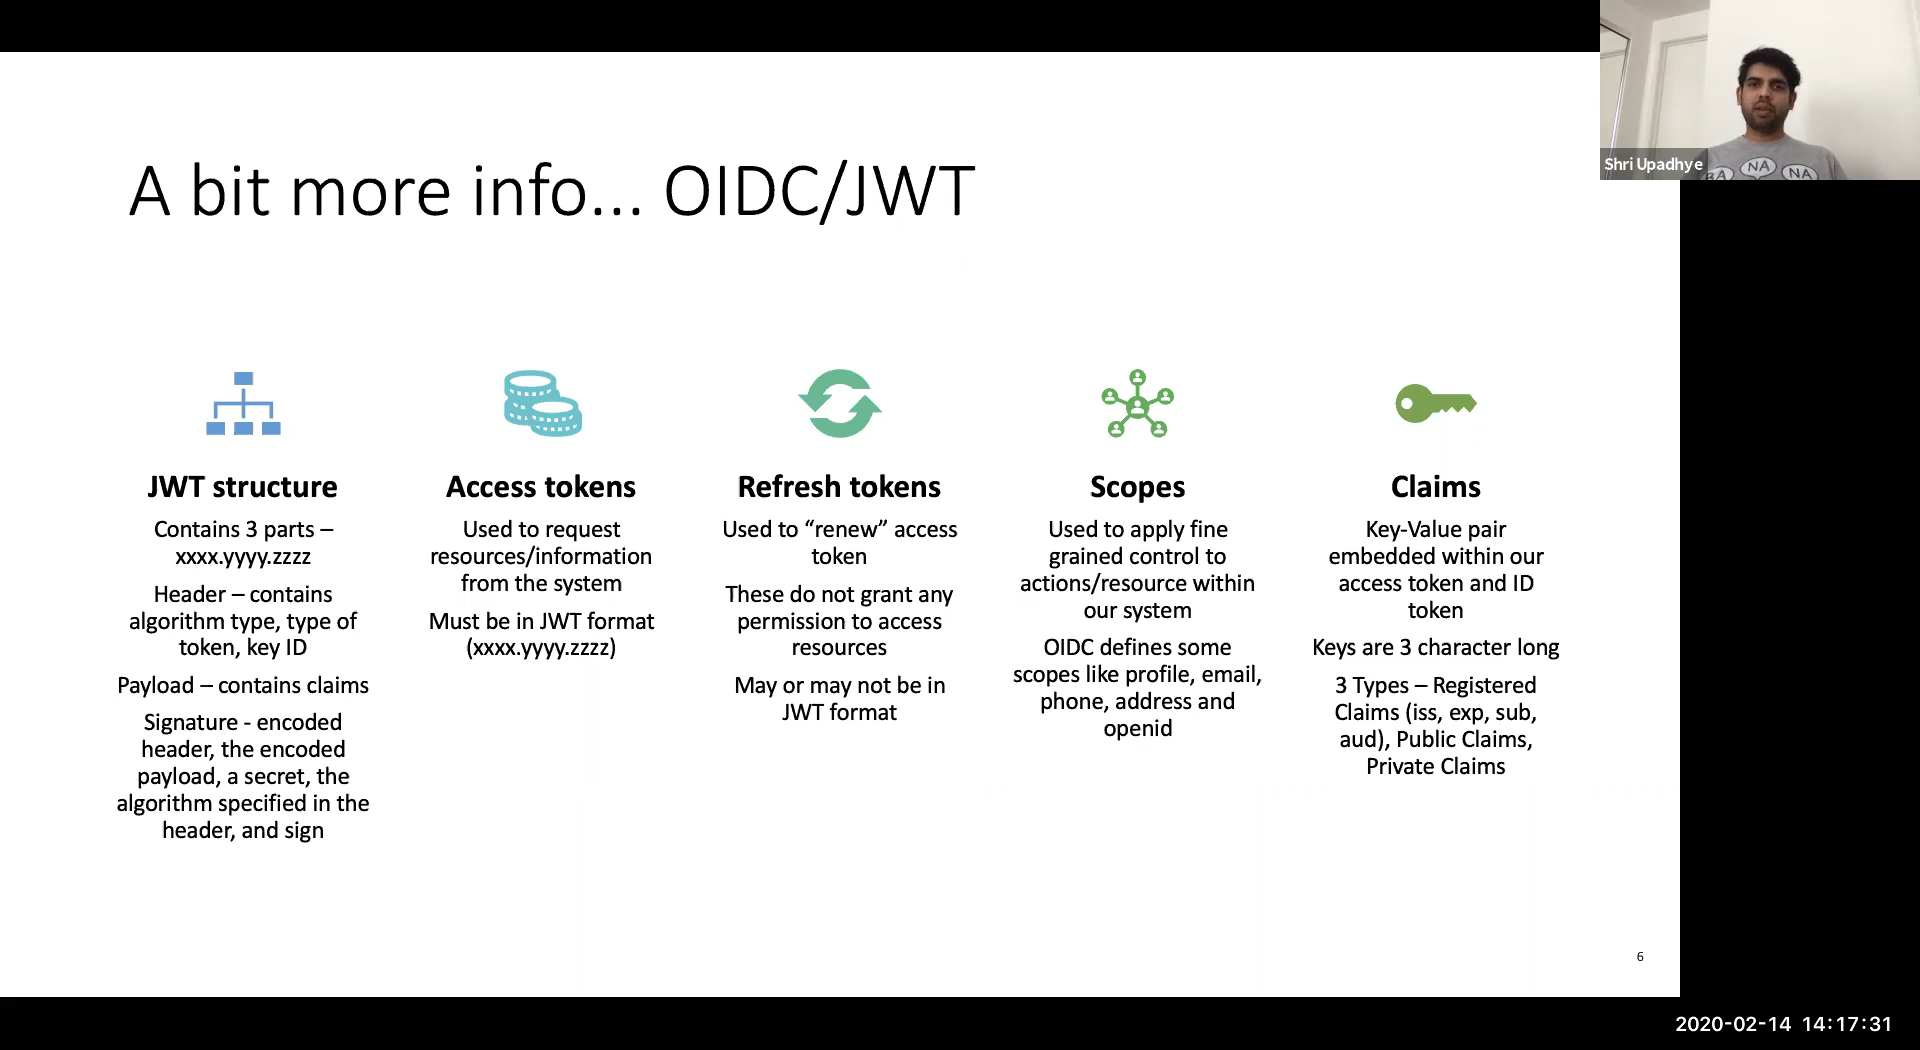 A bit more info... OIDC/JWT
JWT structure
Contains 3 parts –
xxxx.yyyy.zzzz
Header – contains
algorithm type, type of
token, key ID
Payload – contains claims
Signature - encoded
header, the encoded
payload, a secret, the
algorithm specified in the
header, and sign
Access tokens
Used to request
resources/information
from the system
Must be in JWT format
(xxxx.yyyy.zzzz)
Refresh tokens
Used to “renew” access
token
These do not grant any
permission to access
resources
May or may not be in
JWT format
Scopes
Used to apply fine
grained control to
actions/resource within
our system
OIDC defines some
scopes like profile, email,
phone, address and
openid
Claims
Key-Value pair
embedded within our
access token and ID
token
Keys are 3 character long
3 Types – Registered
Claims (iss, exp, sub,
aud), Public Claims,
Private Claims
6
Shri Upadhye
BA NA NA
2020-02-14 14:17:31